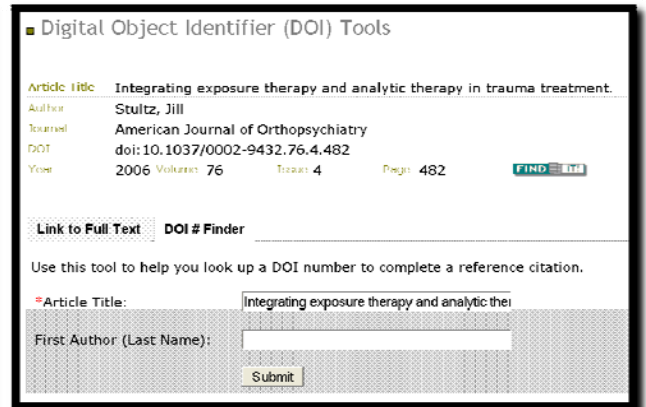 Digital Object Identifier (DOI) Tools
Article Title Integrating exposure therapy and analytic therapy in trauma treatment.
Author Stultz, Jill
Journal American Journal of Orthopsychiatry
DOI doi:10.1037/0002-9432.76.4.482
Year 2006 Volume 76 Issue 4 Page 482 FIND IT!
Link to Full Text DOI # Finder
Use this tool to help you look up a DOI number to complete a reference citation.
*Article Title: Integrating exposure therapy and analytic ther
First Author (Last Name):
Submit